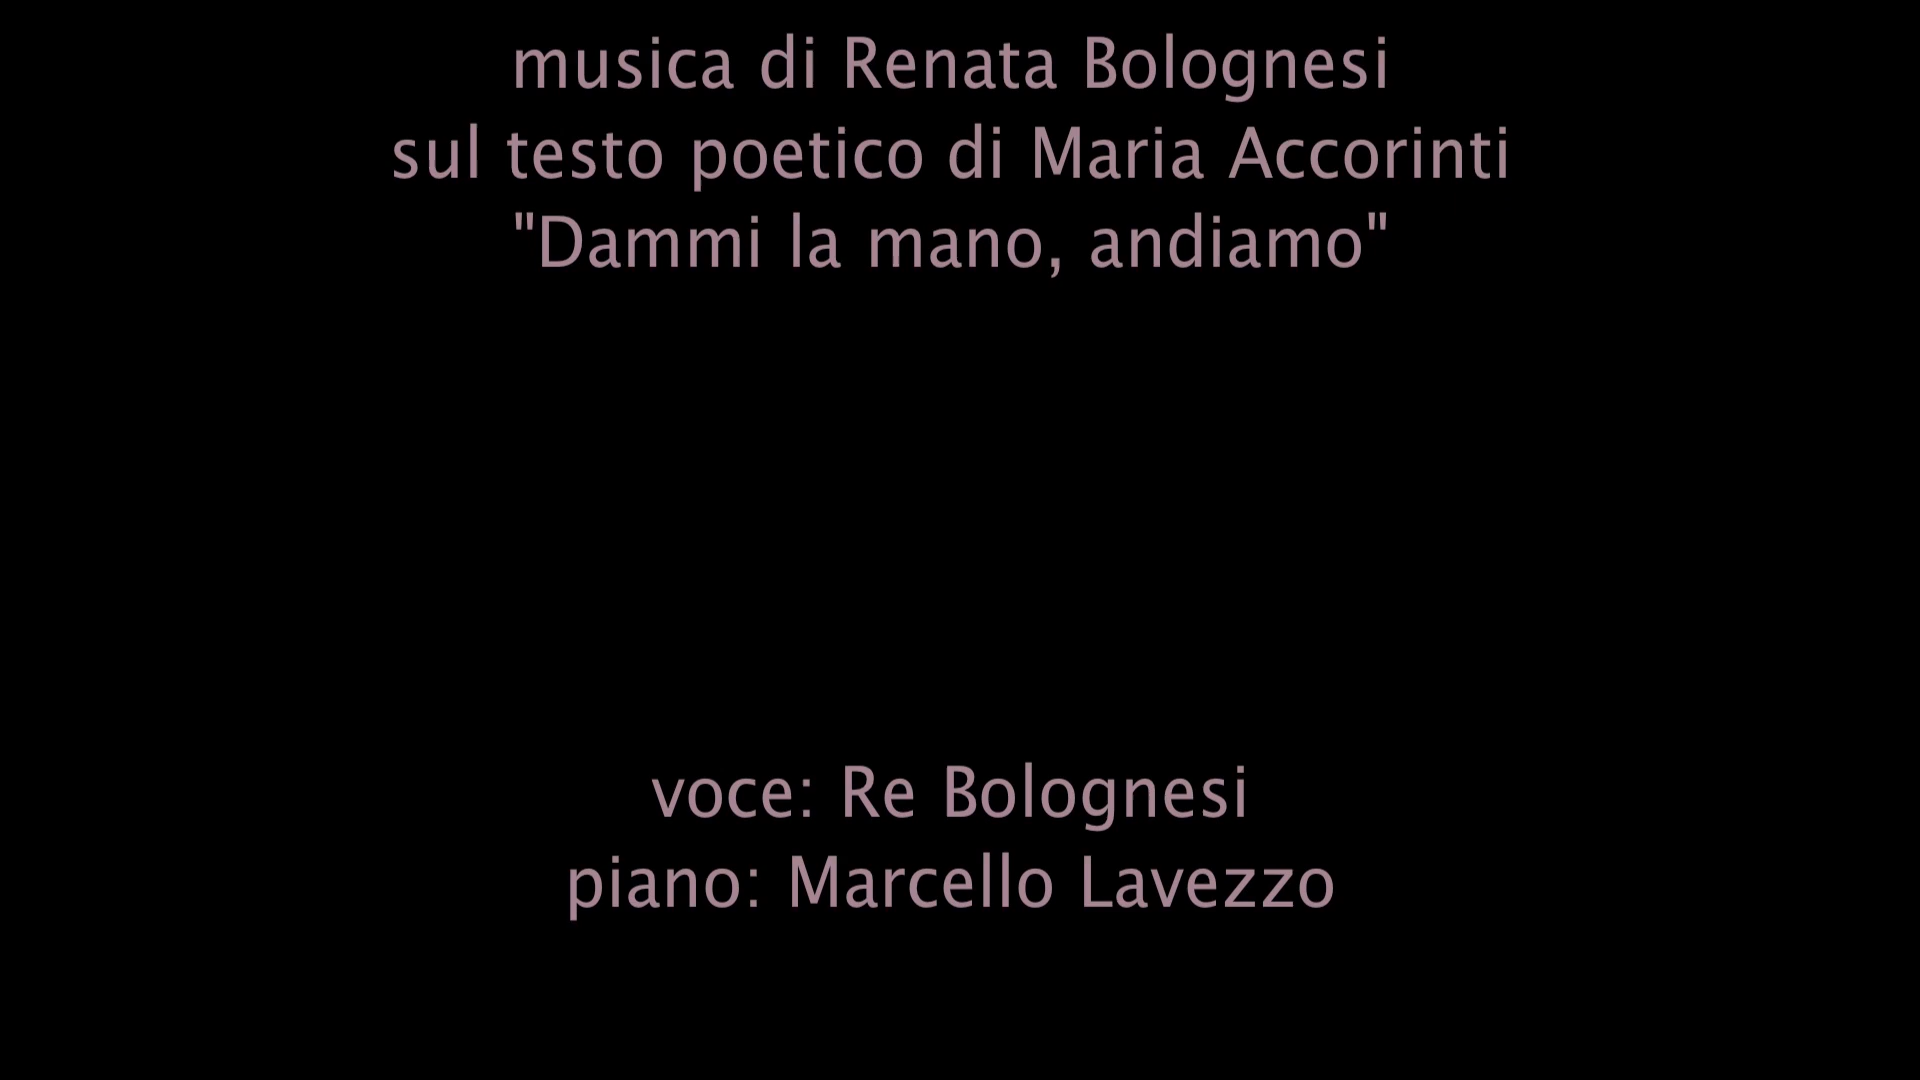 musica di Renata Bolognesi
sul testo poetico di Maria Accorinti
"Dammi la mano, andiamo"
voce: Re Bolognesi
piano: Marcello Lavezzo